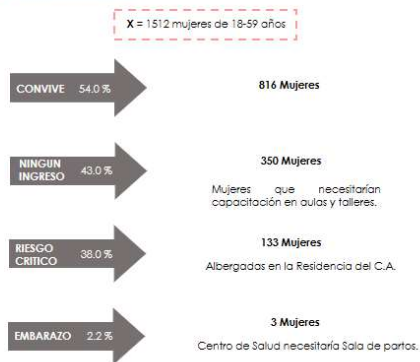 X = 1512 mujeres de 18-59 años
CONVIVE 54.0 %
816 Mujeres
NINGUN
INGRESO
43.0 %
350 Mujeres
Mujeres que necesitarían
capacitación en aulas y talleres.
RIESGO
CRITICO
38.0 %
133 Mujeres
Albergadas en la Residencia del C.A.
EMBARAZO 2.2 %
3 Mujeres
Centro de Salud necesitaría Sala de partos.